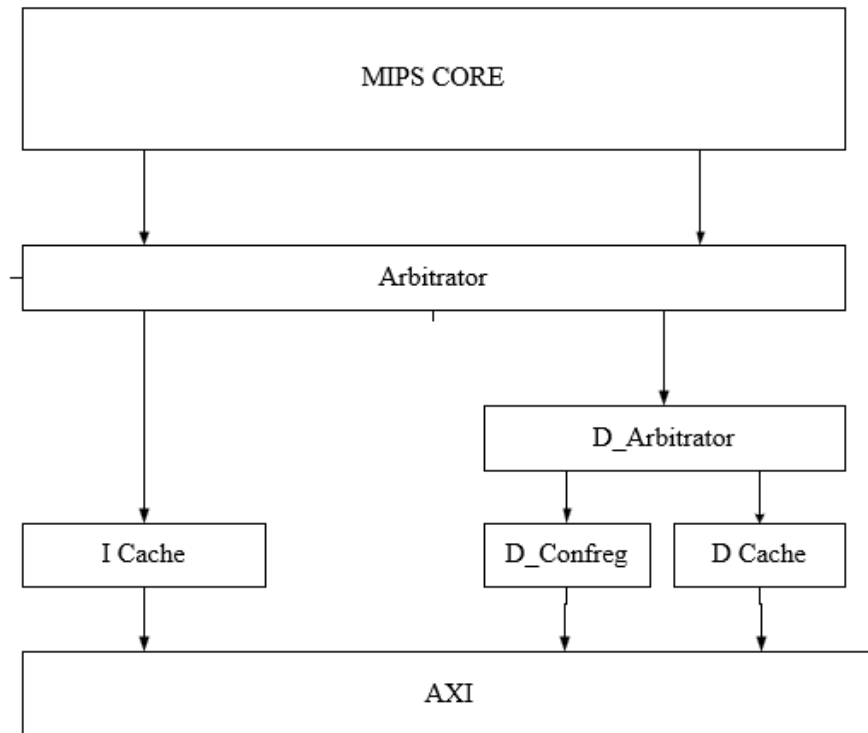 MIPS CORE
Arbitrator
D_Arbitrator
I Cache
D_Confreg
D Cache
AXI